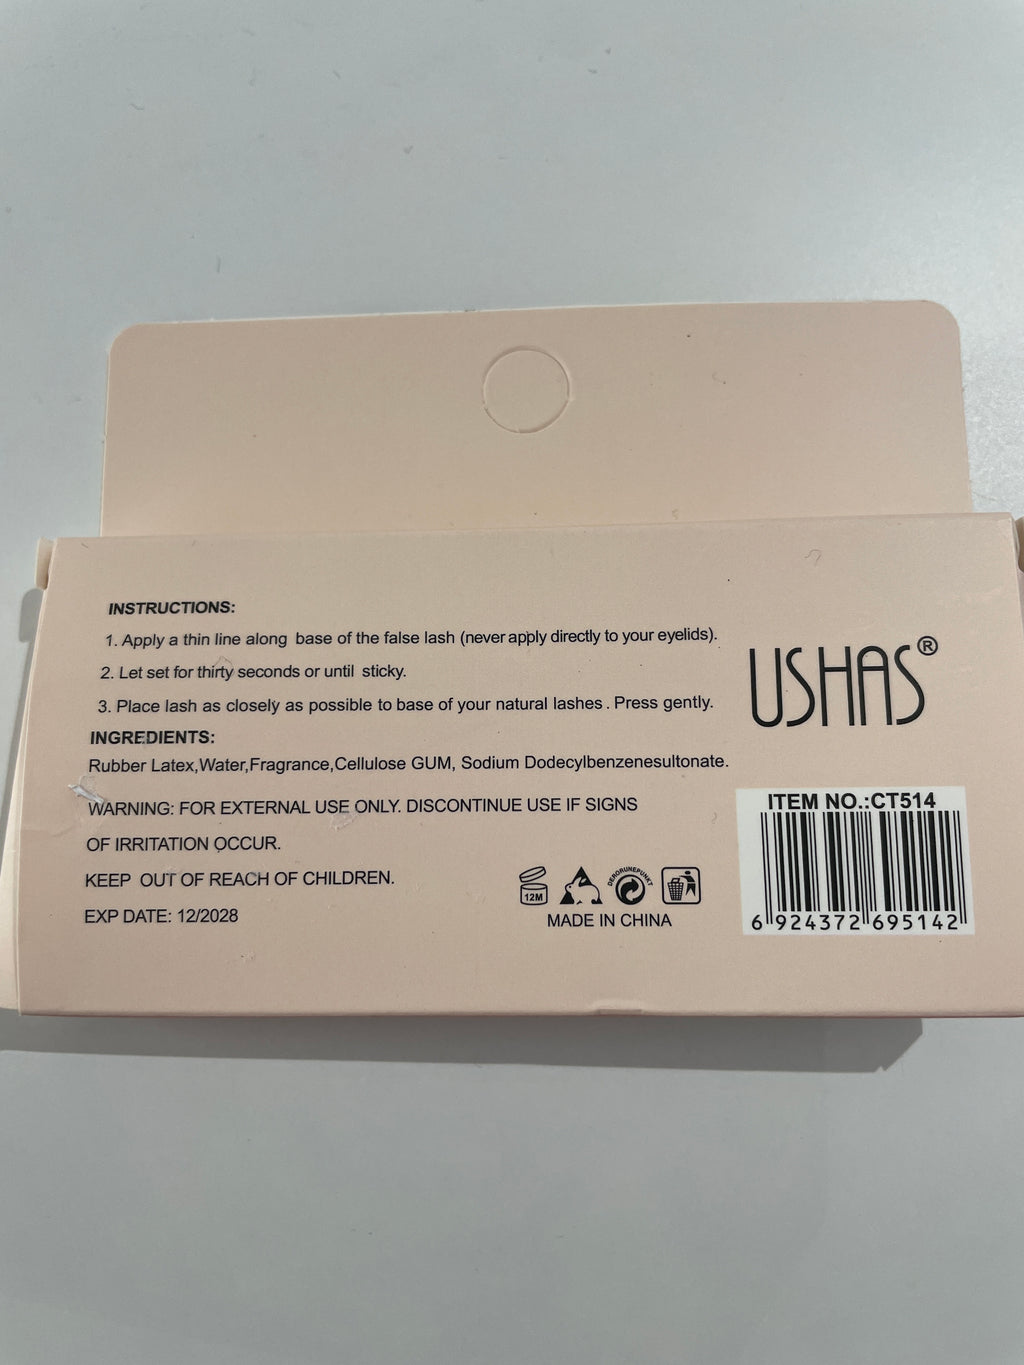 INSTRUCTIONS:
1. Apply a thin line along base of the false lash (never apply directly to your eyelids).
2. Let set for thirty seconds or until sticky.
3. Place lash as closely as possible to base of your natural lashes. Press gently.
INGREDIENTS:
Rubber Latex,Water,Fragrance,Cellulose GUM, Sodium Dodecylbenzenesultonate.
WARNING: FOR EXTERNAL USE ONLY. DISCONTINUE USE IF SIGNS
OF IRRITATION OCCUR.
KEEP OUT OF REACH OF CHILDREN.
EXP DATE: 12/2028
12M
DERGRUNEPUNKT
MADE IN CHINA
USHAS®
ITEM NO.:CT514
6 924372 695142